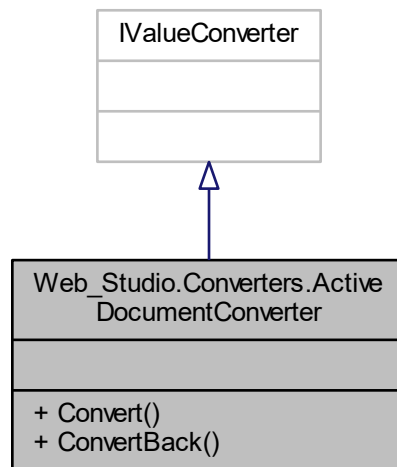 IValueConverter
Web_Studio.Converters.Active
DocumentConverter
+ Convert()
+ ConvertBack()